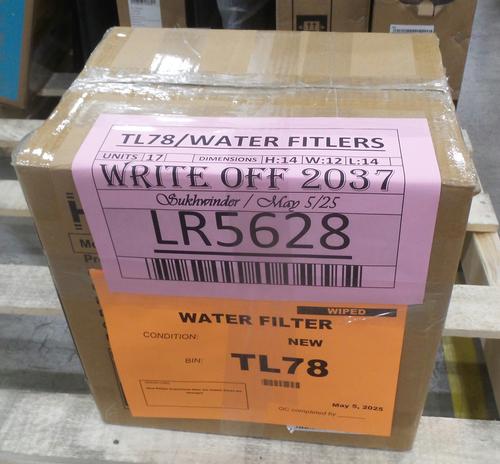 TL78/WATER FITLERS
UNITS 17 DIMENSIONS H:14 W:12 L:14
WRITE OFF 2037
Sukhwinder / May 5/25
LR5628
WIPED
WATER FILTER
CONDITION: NEW
BIN: TL78
May 5, 2025
QC completed by